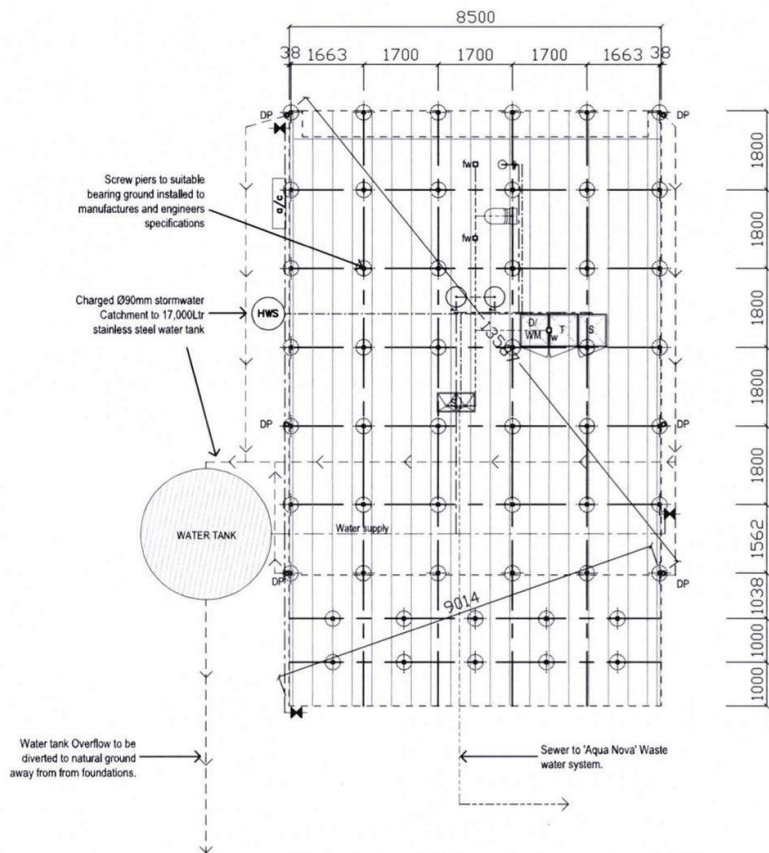 8500
38 1663 1700 1700 1700 1663 38
DP
DP
Screw piers to suitable
bearing ground installed to
manufactures and engineers
specifications
a/c
fw
fw
Charged Ø90mm stormwater
Catchment to 17,000Ltr
stainless steel water tank
HWS
D/
WM
T
S
w
13587
S
DP
DP
WATER TANK
Water supply
DP
DP
9014
1800
1800
1800
1800
1800
1562
1038
1000
1000
Water tank Overflow to be
diverted to natural ground
away from from foundations.
Sewer to 'Aqua Nova' Waste
water system.